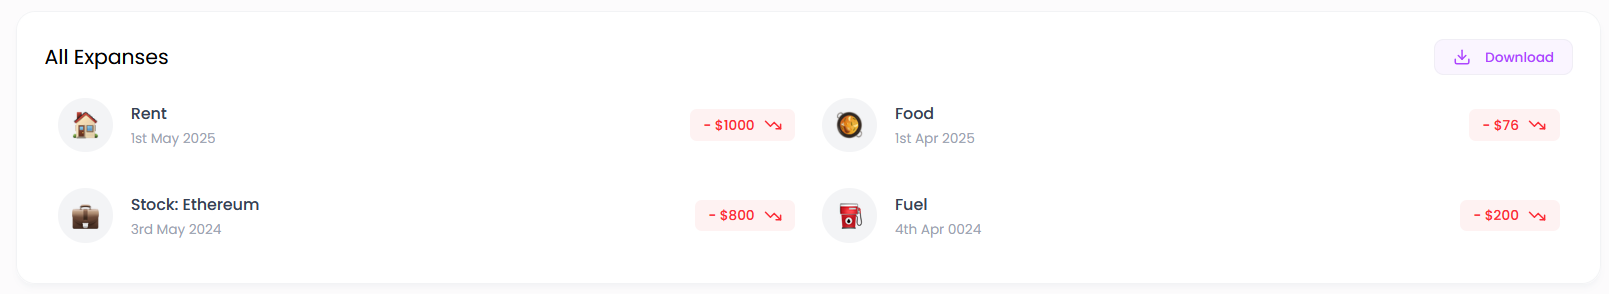 All Expanses
Download
Rent
1st May 2025
- $1000
Food
1st Apr 2025
- $76
Stock: Ethereum
3rd May 2024
- $800
Fuel
4th Apr 0024
- $200